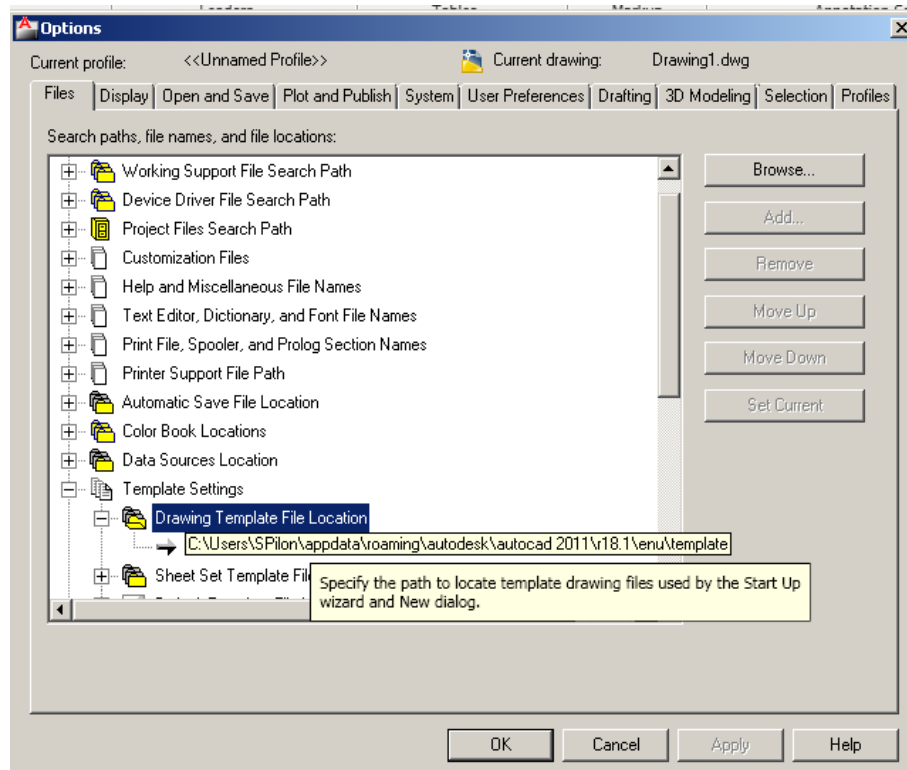 Leaders Tables Markup Annotation
Options
Current profile: <<Unnamed Profile>> Current drawing: Drawing1.dwg
Files Display Open and Save Plot and Publish System User Preferences Drafting 3D Modeling Selection Profiles
Search paths, file names, and file locations:
Working Support File Search Path
Browse...
Device Driver File Search Path
Add...
Project Files Search Path
Customization Files
Remove
Help and Miscellaneous File Names
Text Editor, Dictionary, and Font File Names
Move Up
Print File, Spooler, and Prolog Section Names
Move Down
Printer Support File Path
Automatic Save File Location
Set Current
Color Book Locations
Data Sources Location
Template Settings
Drawing Template File Location
C:\Users\SPilon\appdata\roaming\autodesk\autocad 2011\r18.1\enu\template
Sheet Set Template Fil
Specify the path to locate template drawing files used by the Start Up
wizard and New dialog.
OK Cancel Apply Help